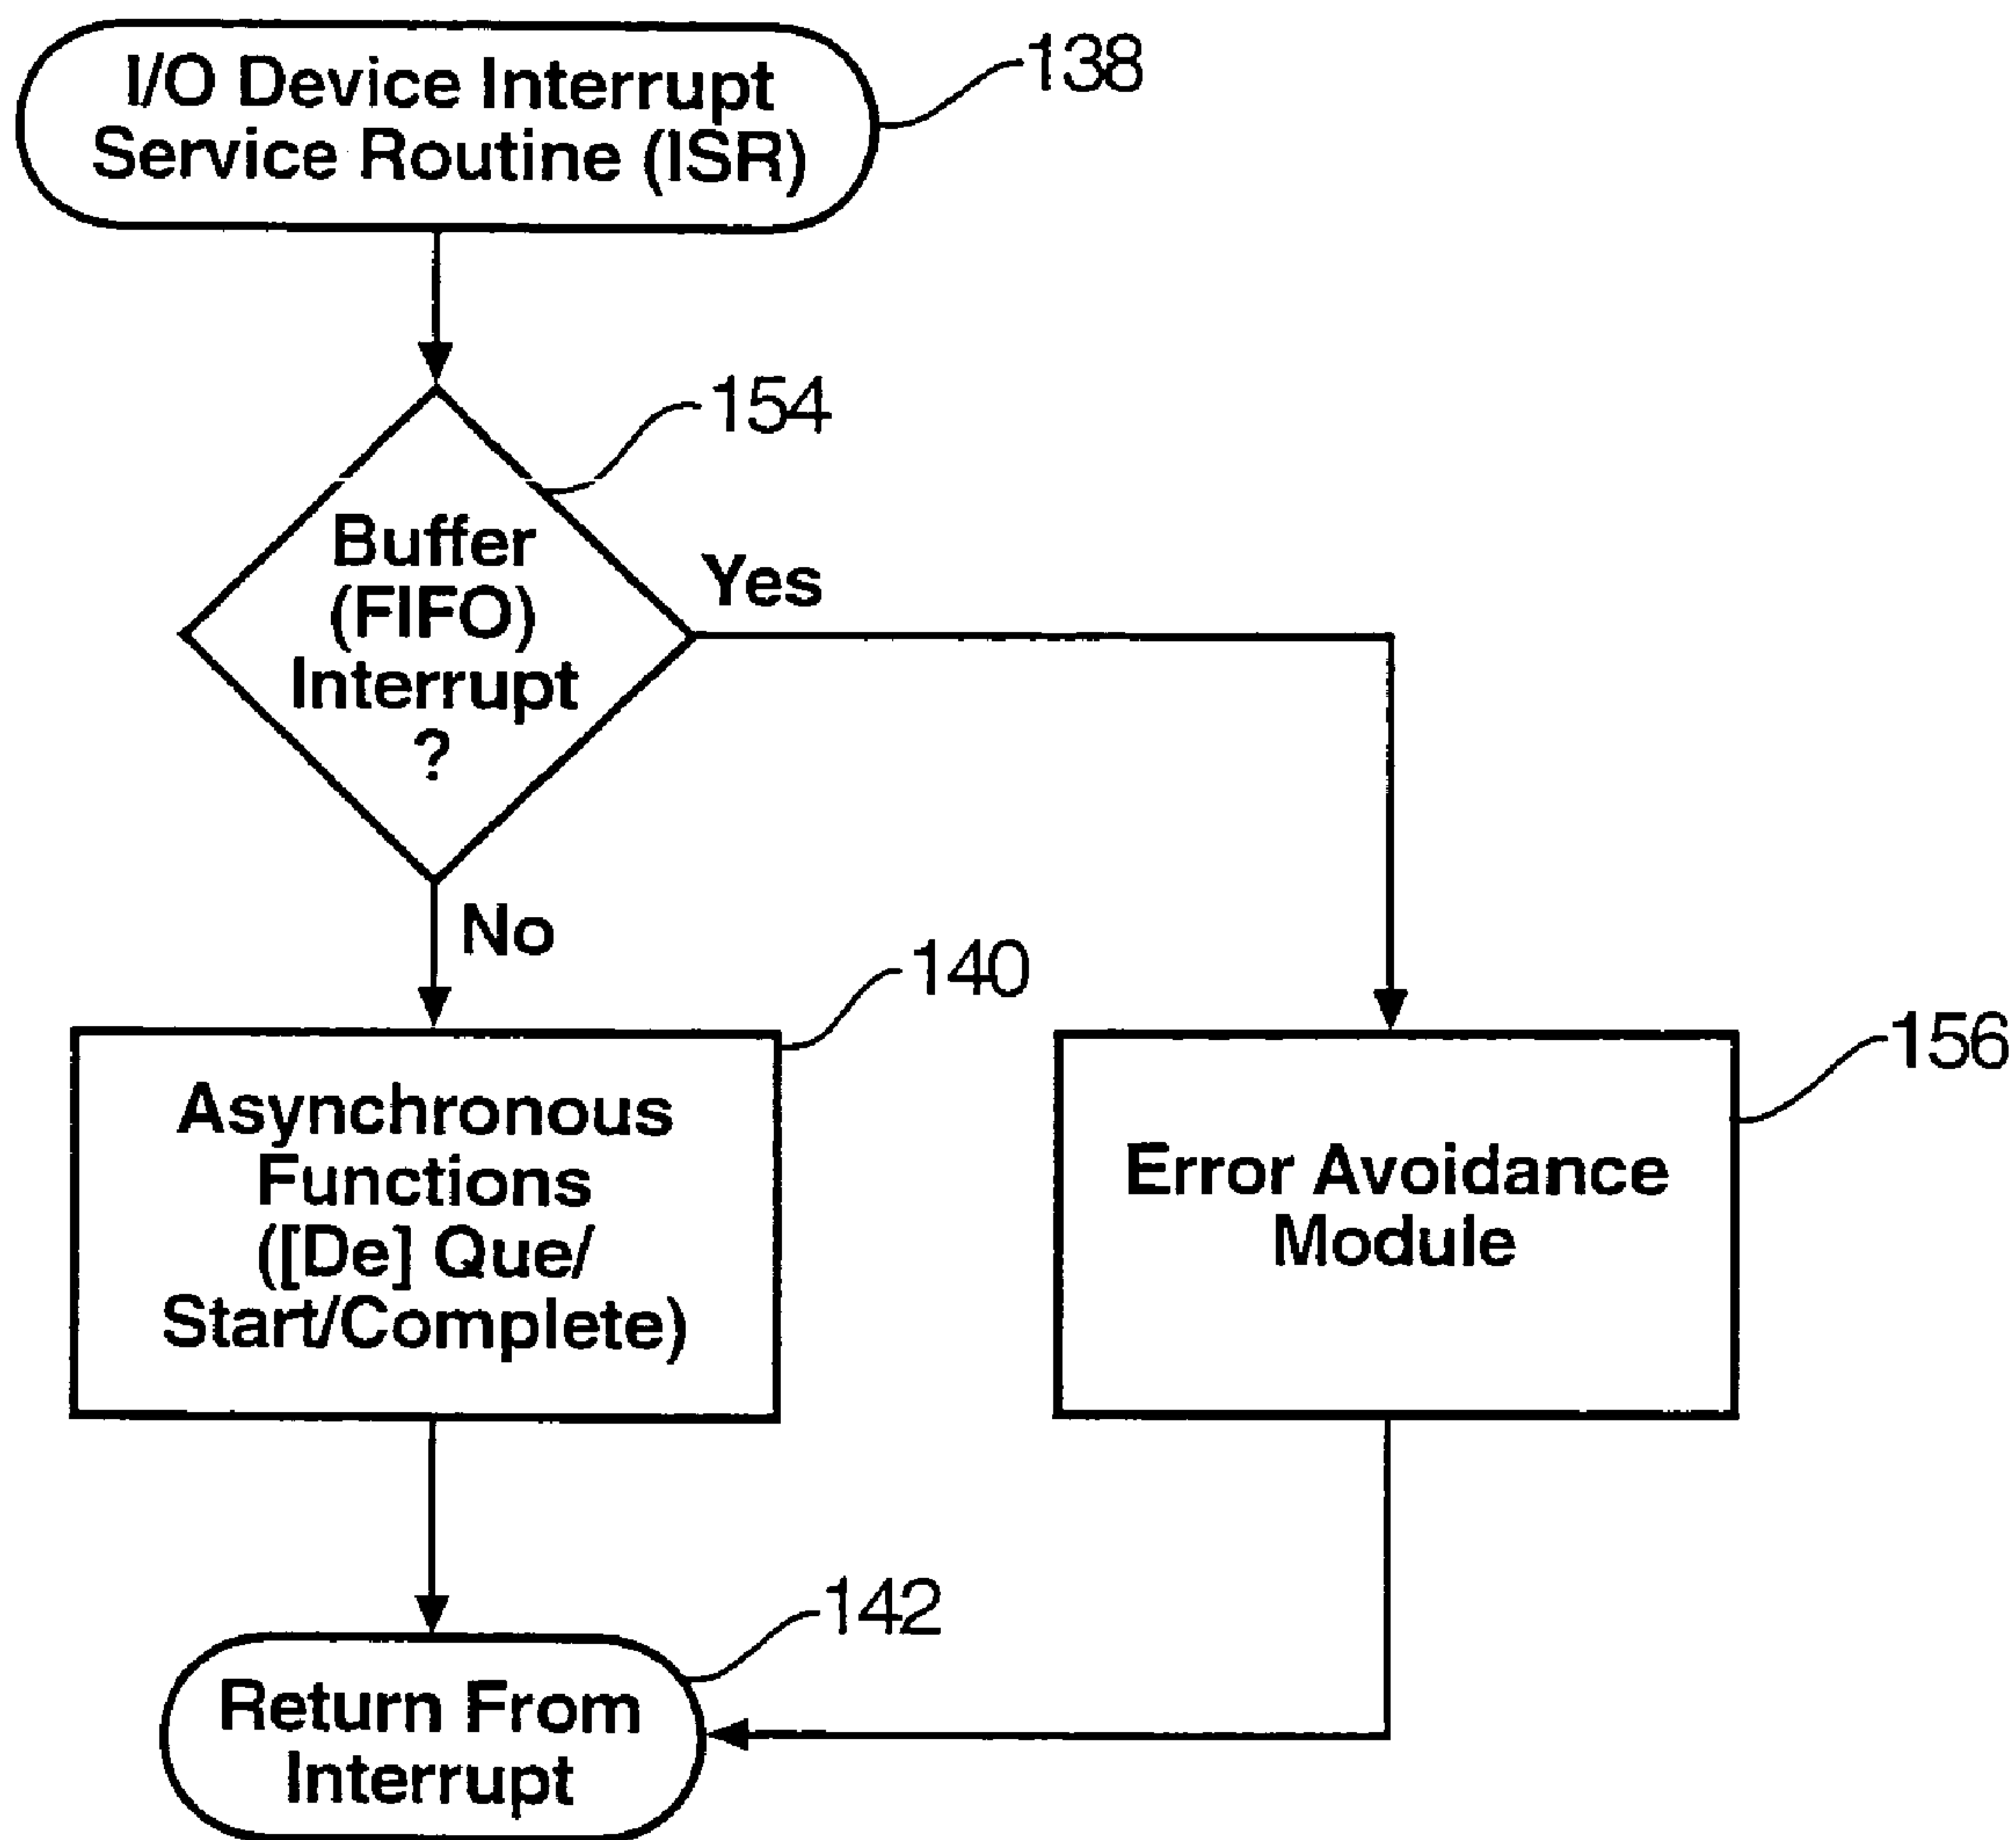 I/O Device Interrupt
Service Routine (ISR)
138
154
Buffer
(FIFO)
Interrupt
?
Yes
No
140
Asynchronous
Functions
([De] Que/
Start/Complete)
156
Error Avoidance
Module
142
Return From
Interrupt